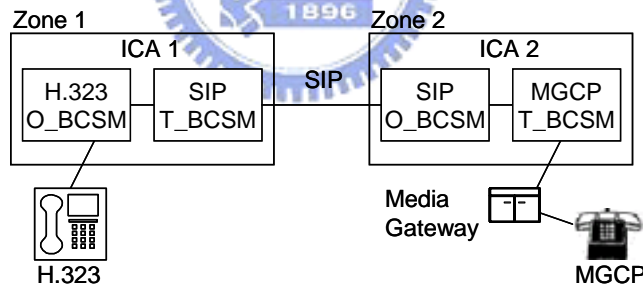 1896
Zone 1
Zone 2
ICA 1
ICA 2
H.323
O_BCSM
SIP
T_BCSM
SIP
SIP
O_BCSM
MGCP
T_BCSM
Media
Gateway
H.323
MGCP